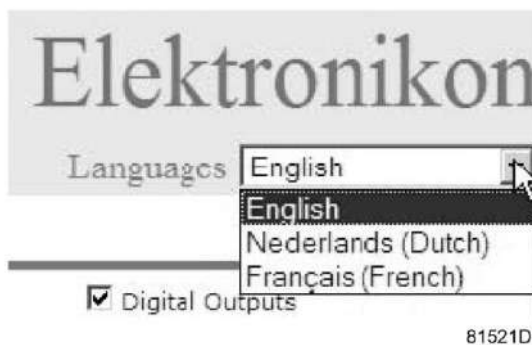 Elektronikon
Languages English
English
Nederlands (Dutch)
Français (French)
Digital Outputs
81521D